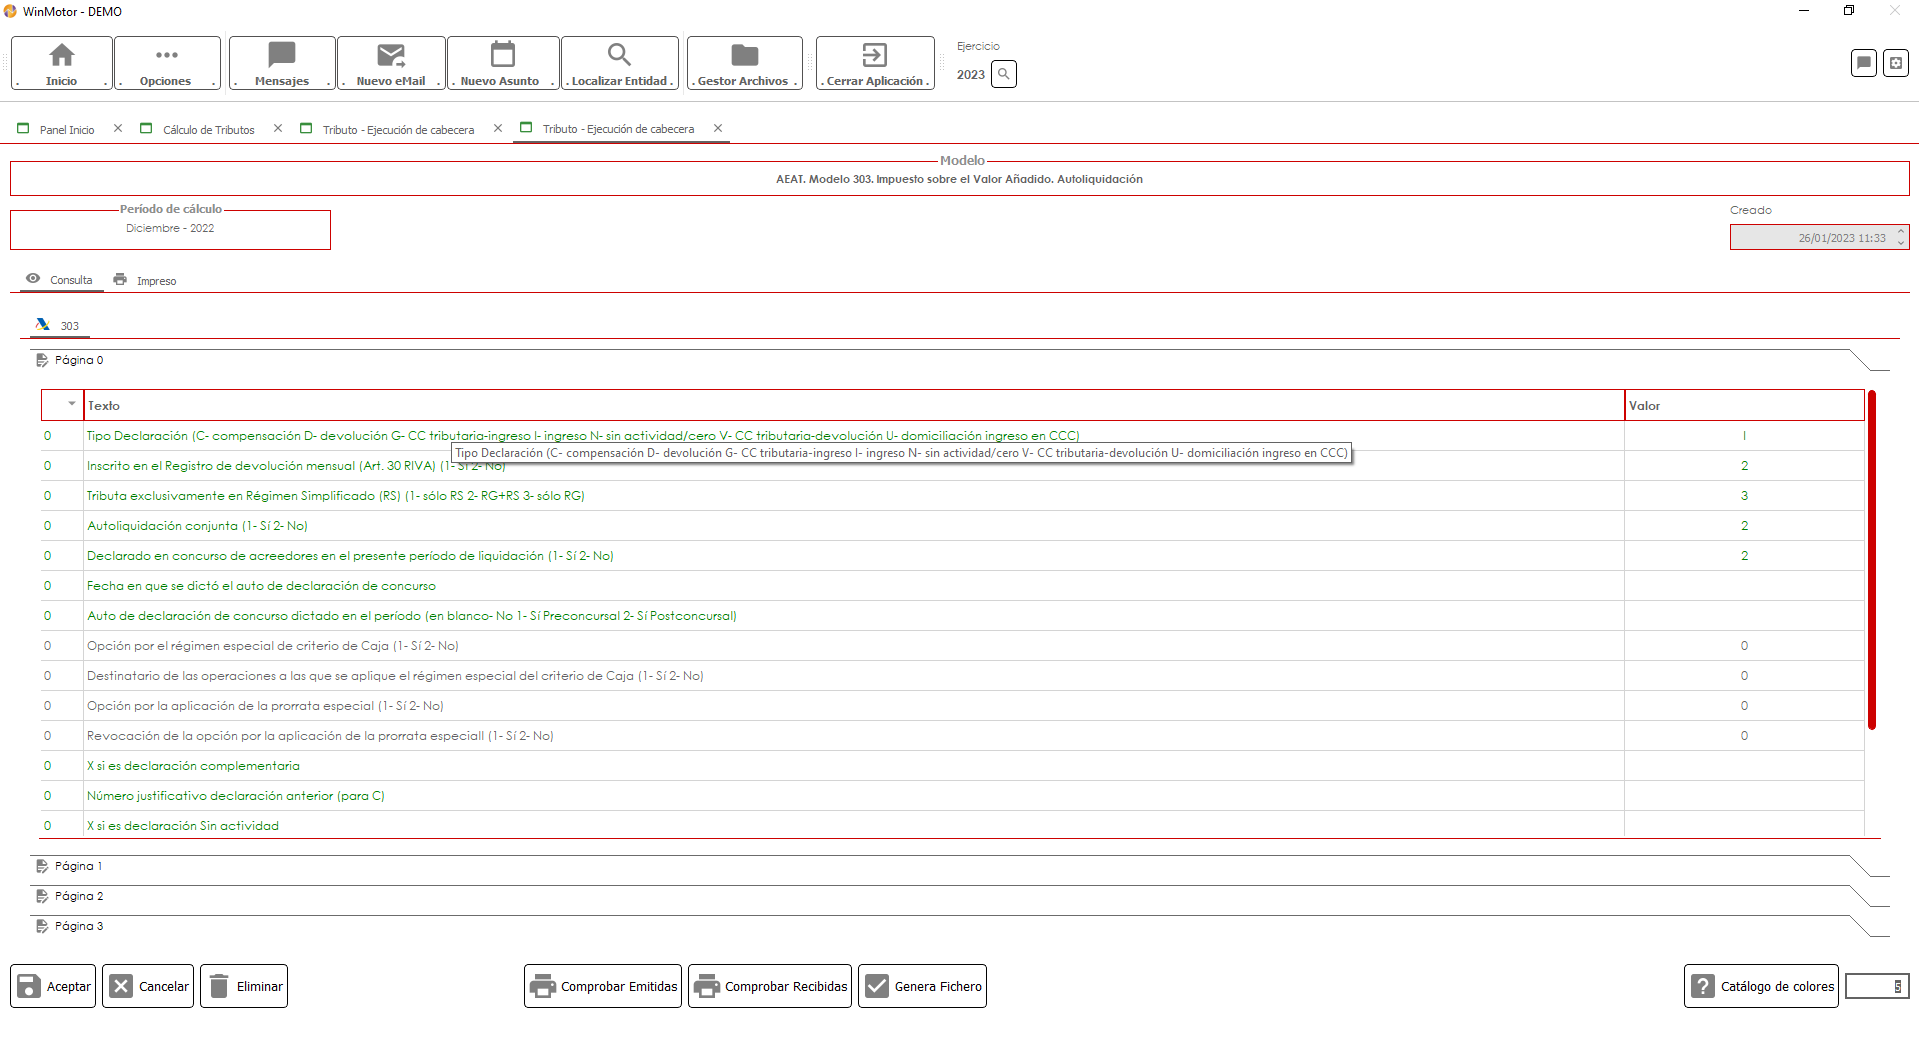 WinMotor - DEMO
Inicio
Opciones
Mensajes
Nuevo eMail
Nuevo Asunto
Localizar Entidad
Gestor Archivos
Cerrar Aplicación
Ejercicio
2023
Panel Inicio
Cálculo de Tributos
Tributo - Ejecución de cabecera
Tributo - Ejecución de cabecera
Modelo
AEAT. Modelo 303. Impuesto sobre el Valor Añadido. Autoliquidación
Período de cálculo
Diciembre - 2022
Creado
26/01/2023 11:33
Consulta
Impreso
303
Página 0
Texto Valor
0 Tipo Declaración (C- compensación D- devolución G- CC tributaria-ingreso I- ingreso N- sin actividad/cero V- CC tributaria-devolución U- domiciliación ingreso en CCC) I
Tipo Declaración (C- compensación D- devolución G- CC tributaria-ingreso I- ingreso N- sin actividad/cero V- CC tributaria-devolución U- domiciliación ingreso en CCC)
0 Inscrito en el Registro de devolución mensual (Art. 30 RIVA) (1- Sí 2- No) 2
0 Tributa exclusivamente en Régimen Simplificado (RS) (1- sólo RS 2- RG+RS 3- sólo RG) 3
0 Autoliquidación conjunta (1- Sí 2- No) 2
0 Declarado en concurso de acreedores en el presente período de liquidación (1- Sí 2- No) 2
0 Fecha en que se dictó el auto de declaración de concurso
0 Auto de declaración de concurso dictado en el período (en blanco- No 1- Sí Preconcursal 2- Sí Postconcursal)
0 Opción por el régimen especial de criterio de Caja (1- Sí 2- No) 0
0 Destinatario de las operaciones a las que se aplique el régimen especial del criterio de Caja (1- Sí 2- No) 0
0 Opción por la aplicación de la prorrata especial (1- Sí 2- No) 0
0 Revocación de la opción por la aplicación de la prorrata especiall (1- Sí 2- No) 0
0 X si es declaración complementaria
0 Número justificativo declaración anterior (para C)
0 X si es declaración Sin actividad
Página 1
Página 2
Página 3
Aceptar
Cancelar
Eliminar
Comprobar Emitidas
Comprobar Recibidas
Genera Fichero
Catálogo de colores
5